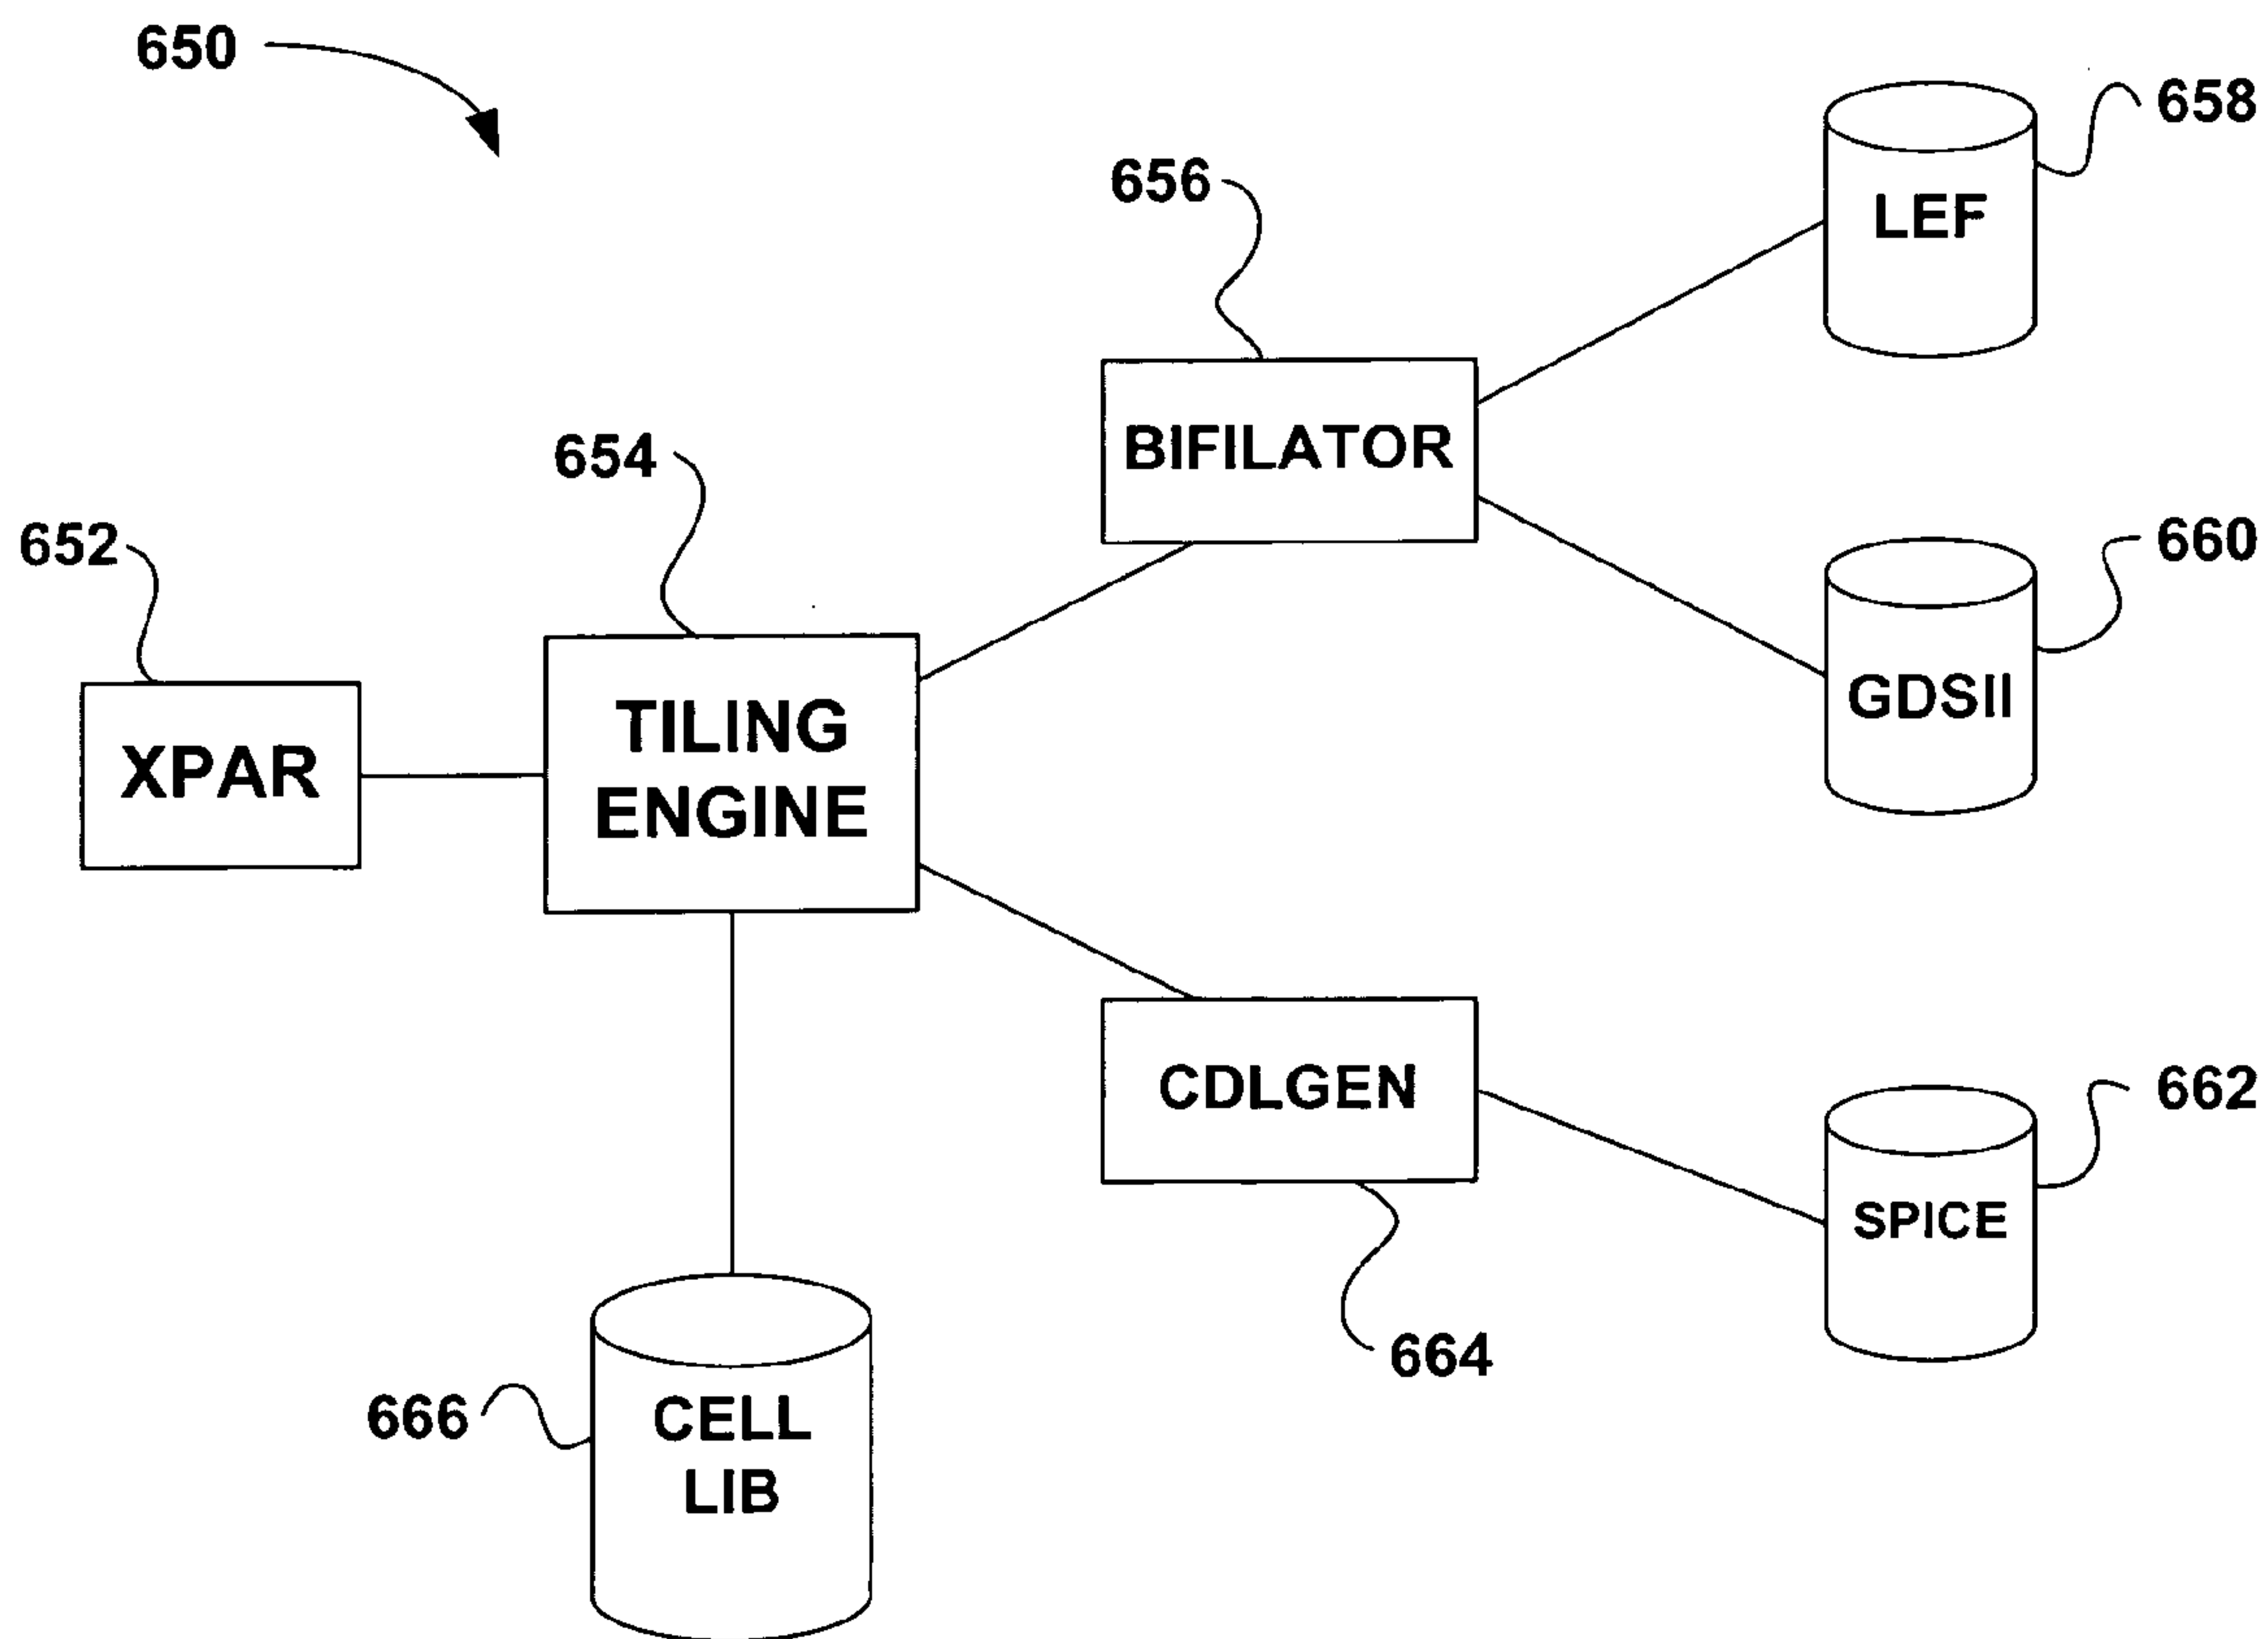 650
658
656
LEF
654
BIFILATOR
652
660
TILING
ENGINE
XPAR
GDSII
CDLGEN
662
SPICE
664
666
CELL
LIB